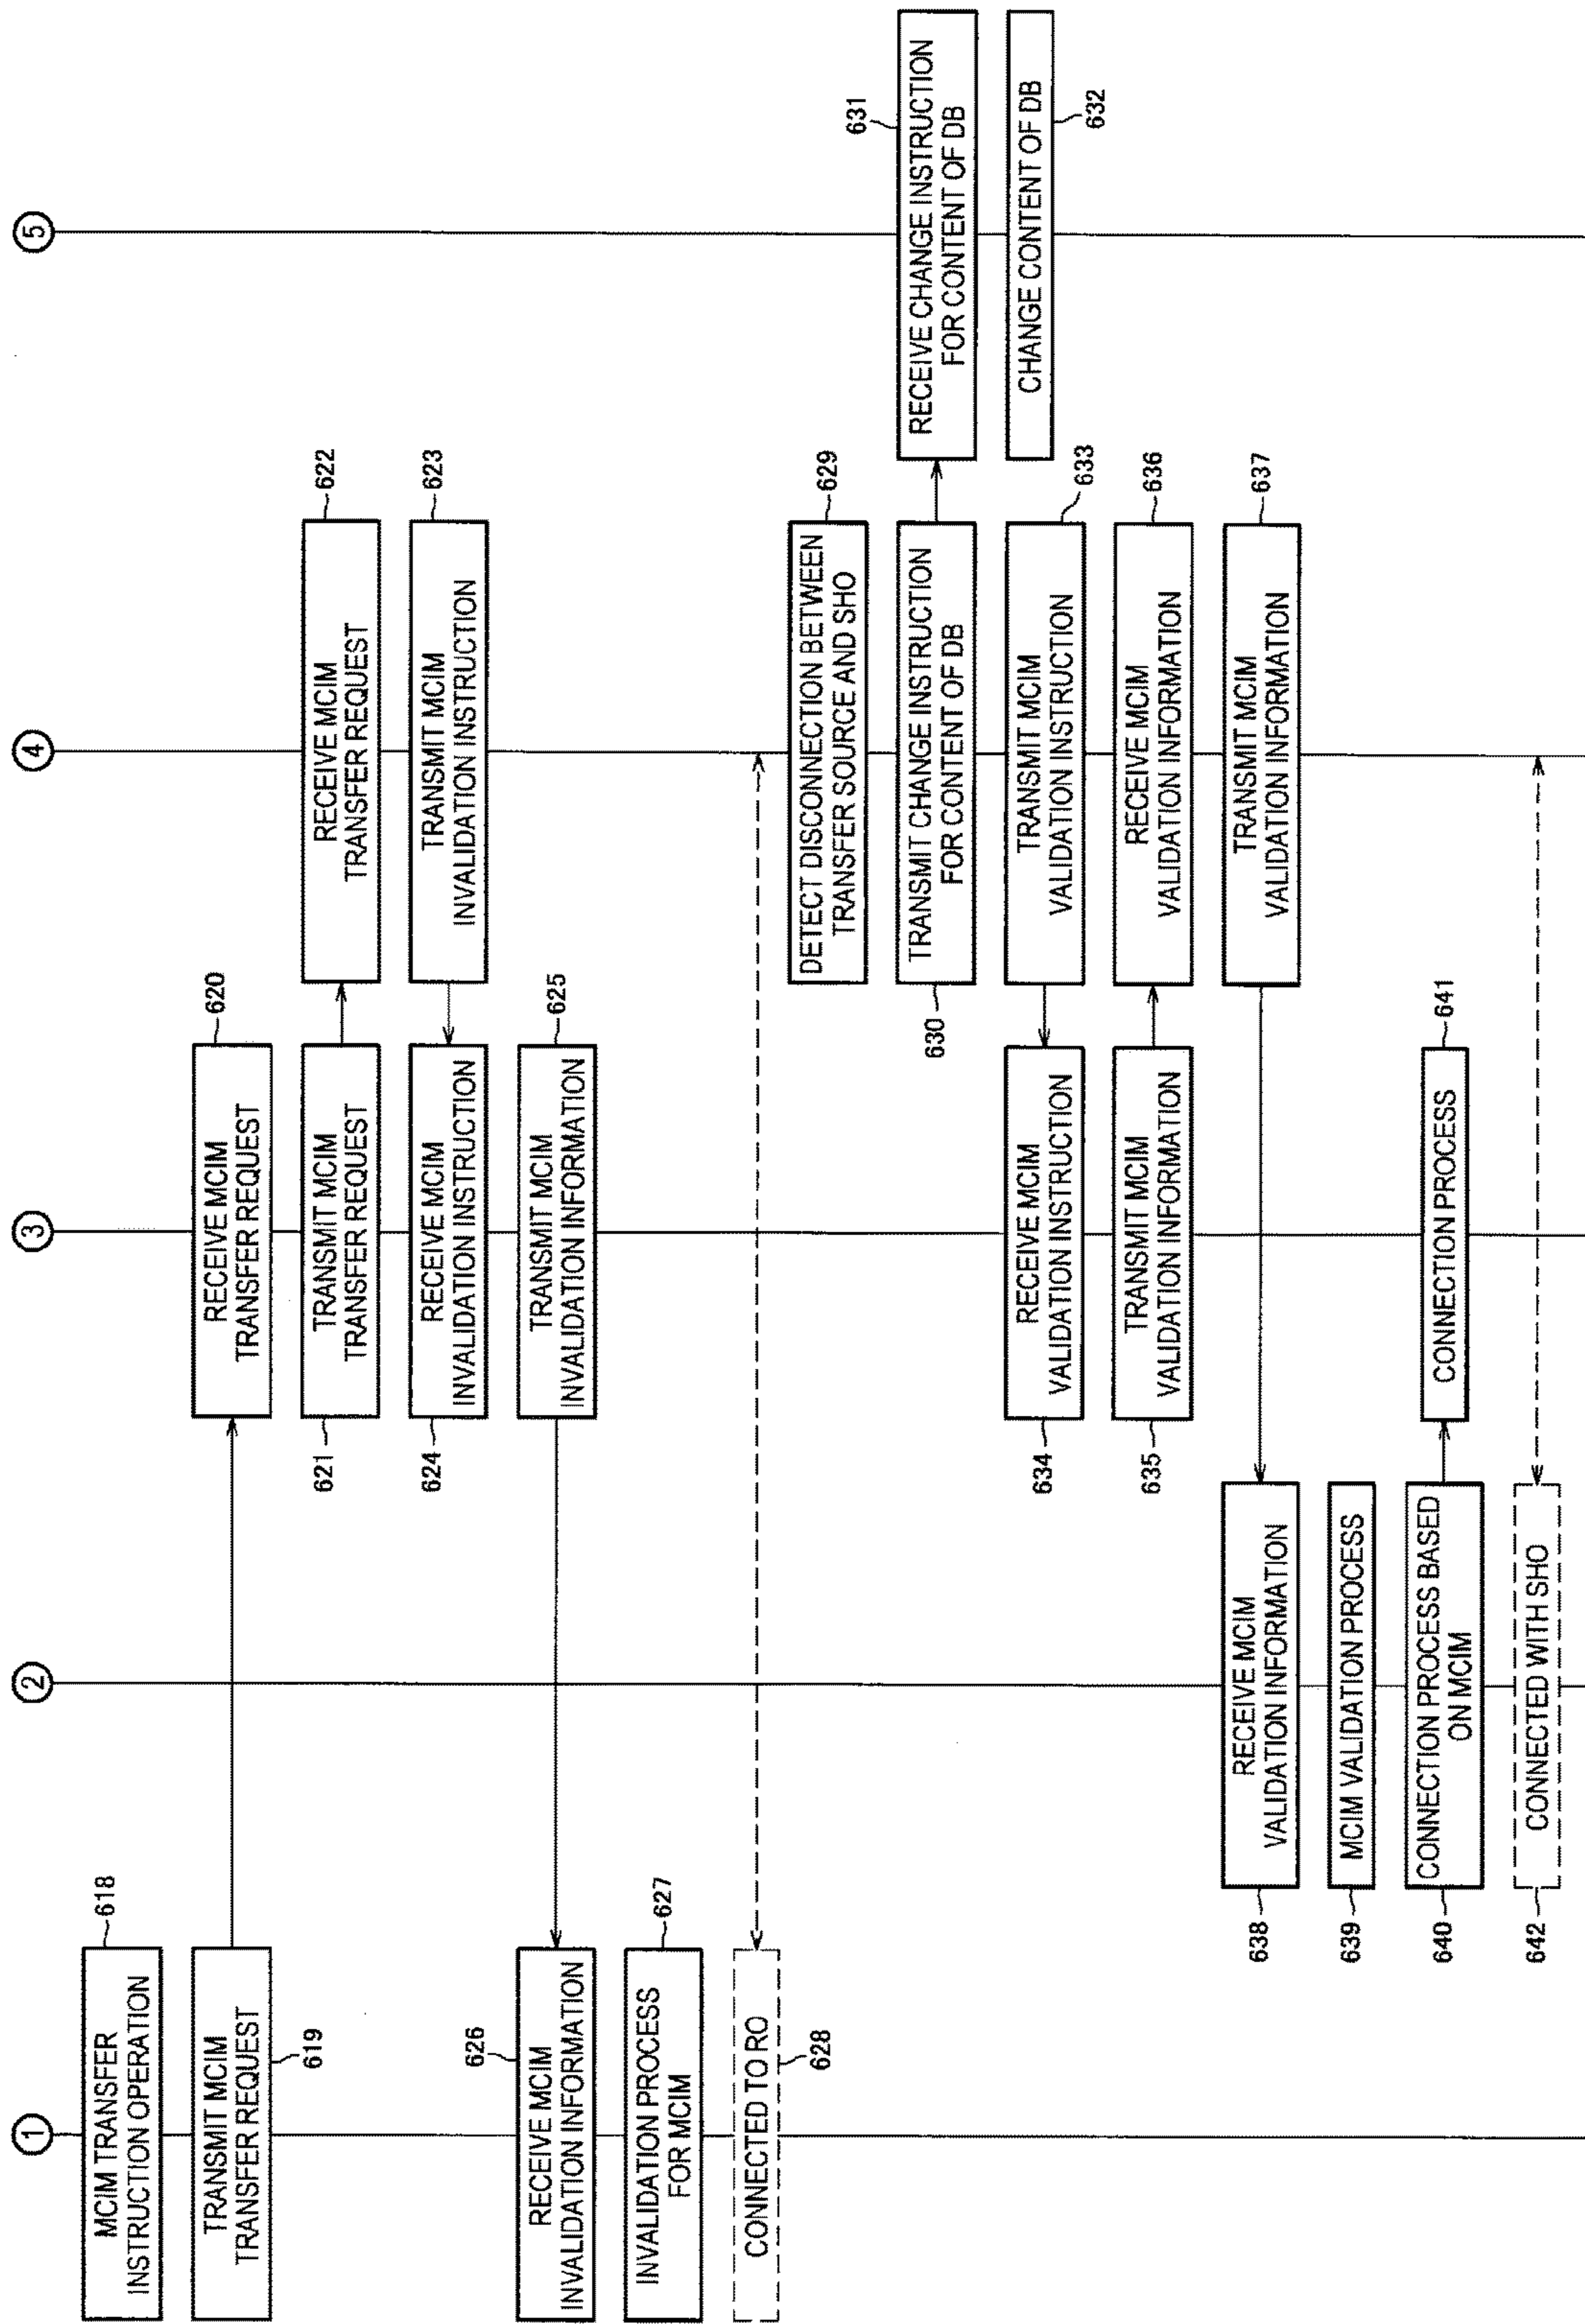 1
2
3
4
5
MCIM TRANSFER
INSTRUCTION OPERATION
618
TRANSMIT MCIM
TRANSFER REQUEST
619
RECEIVE MCIM
TRANSFER REQUEST
620
TRANSMIT MCIM
TRANSFER REQUEST
621
RECEIVE MCIM
TRANSFER REQUEST
622
TRANSMIT MCIM
INVALIDATION INSTRUCTION
623
RECEIVE MCIM
INVALIDATION INSTRUCTION
624
TRANSMIT MCIM
INVALIDATION INFORMATION
625
RECEIVE MCIM
INVALIDATION INFORMATION
626
INVALIDATION PROCESS
FOR MCIM
627
CONNECTED TO RO
628
DETECT DISCONNECTION BETWEEN
TRANSFER SOURCE AND SHO
629
TRANSMIT CHANGE INSTRUCTION
FOR CONTENT OF DB
630
RECEIVE CHANGE INSTRUCTION
FOR CONTENT OF DB
631
CHANGE CONTENT OF DB
632
TRANSMIT MCIM
VALIDATION INSTRUCTION
633
RECEIVE MCIM
VALIDATION INSTRUCTION
634
TRANSMIT MCIM
VALIDATION INFORMATION
635
RECEIVE MCIM
VALIDATION INFORMATION
636
TRANSMIT MCIM
VALIDATION INFORMATION
637
RECEIVE MCIM
VALIDATION INFORMATION
638
MCIM VALIDATION PROCESS
639
CONNECTION PROCESS BASED
ON MCIM
640
CONNECTION PROCESS
641
CONNECTED WITH SHO
642